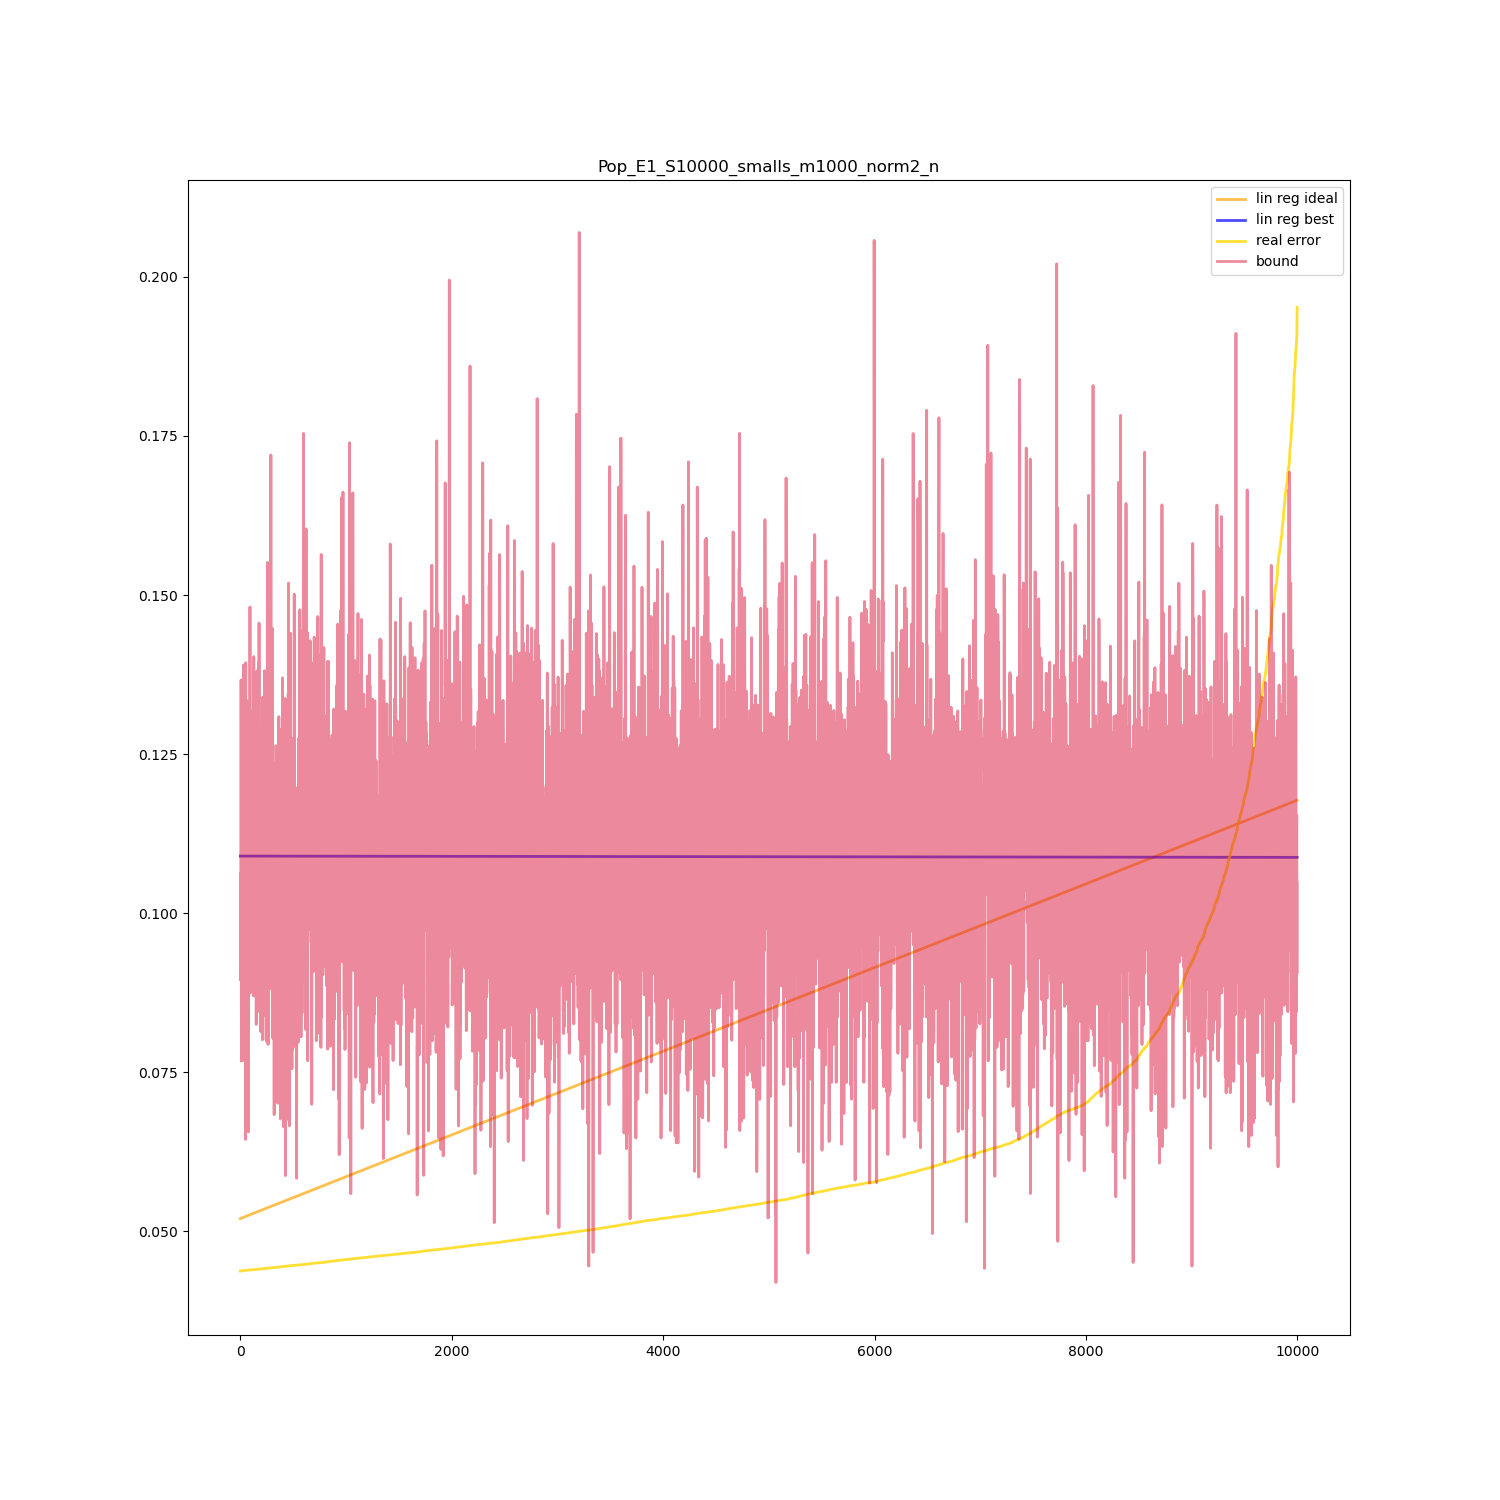 Pop_E1_S10000_smalls_m1000_norm2_n
lin reg ideal
lin reg best
real error
bound
0.200
0.175
0.150
0.125
0.100
0.075
0.050
0 2000 4000 6000 8000 10000